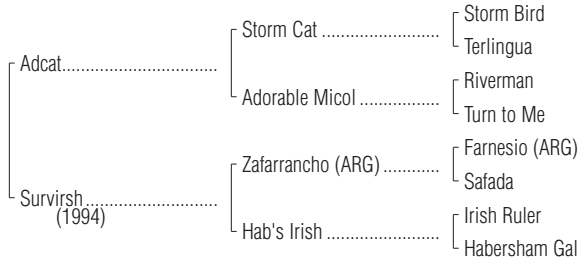 Storm Bird
Storm Cat ........................
Terlingua
Adcat................................
Riverman
Adorable Micol ................
Turn to Me
Farnesio (ARG)
Zafarrancho (ARG) ...........
Safada
Survirsh...........................
(1994)
Irish Ruler
Hab's Irish .......................
Habersham Gal